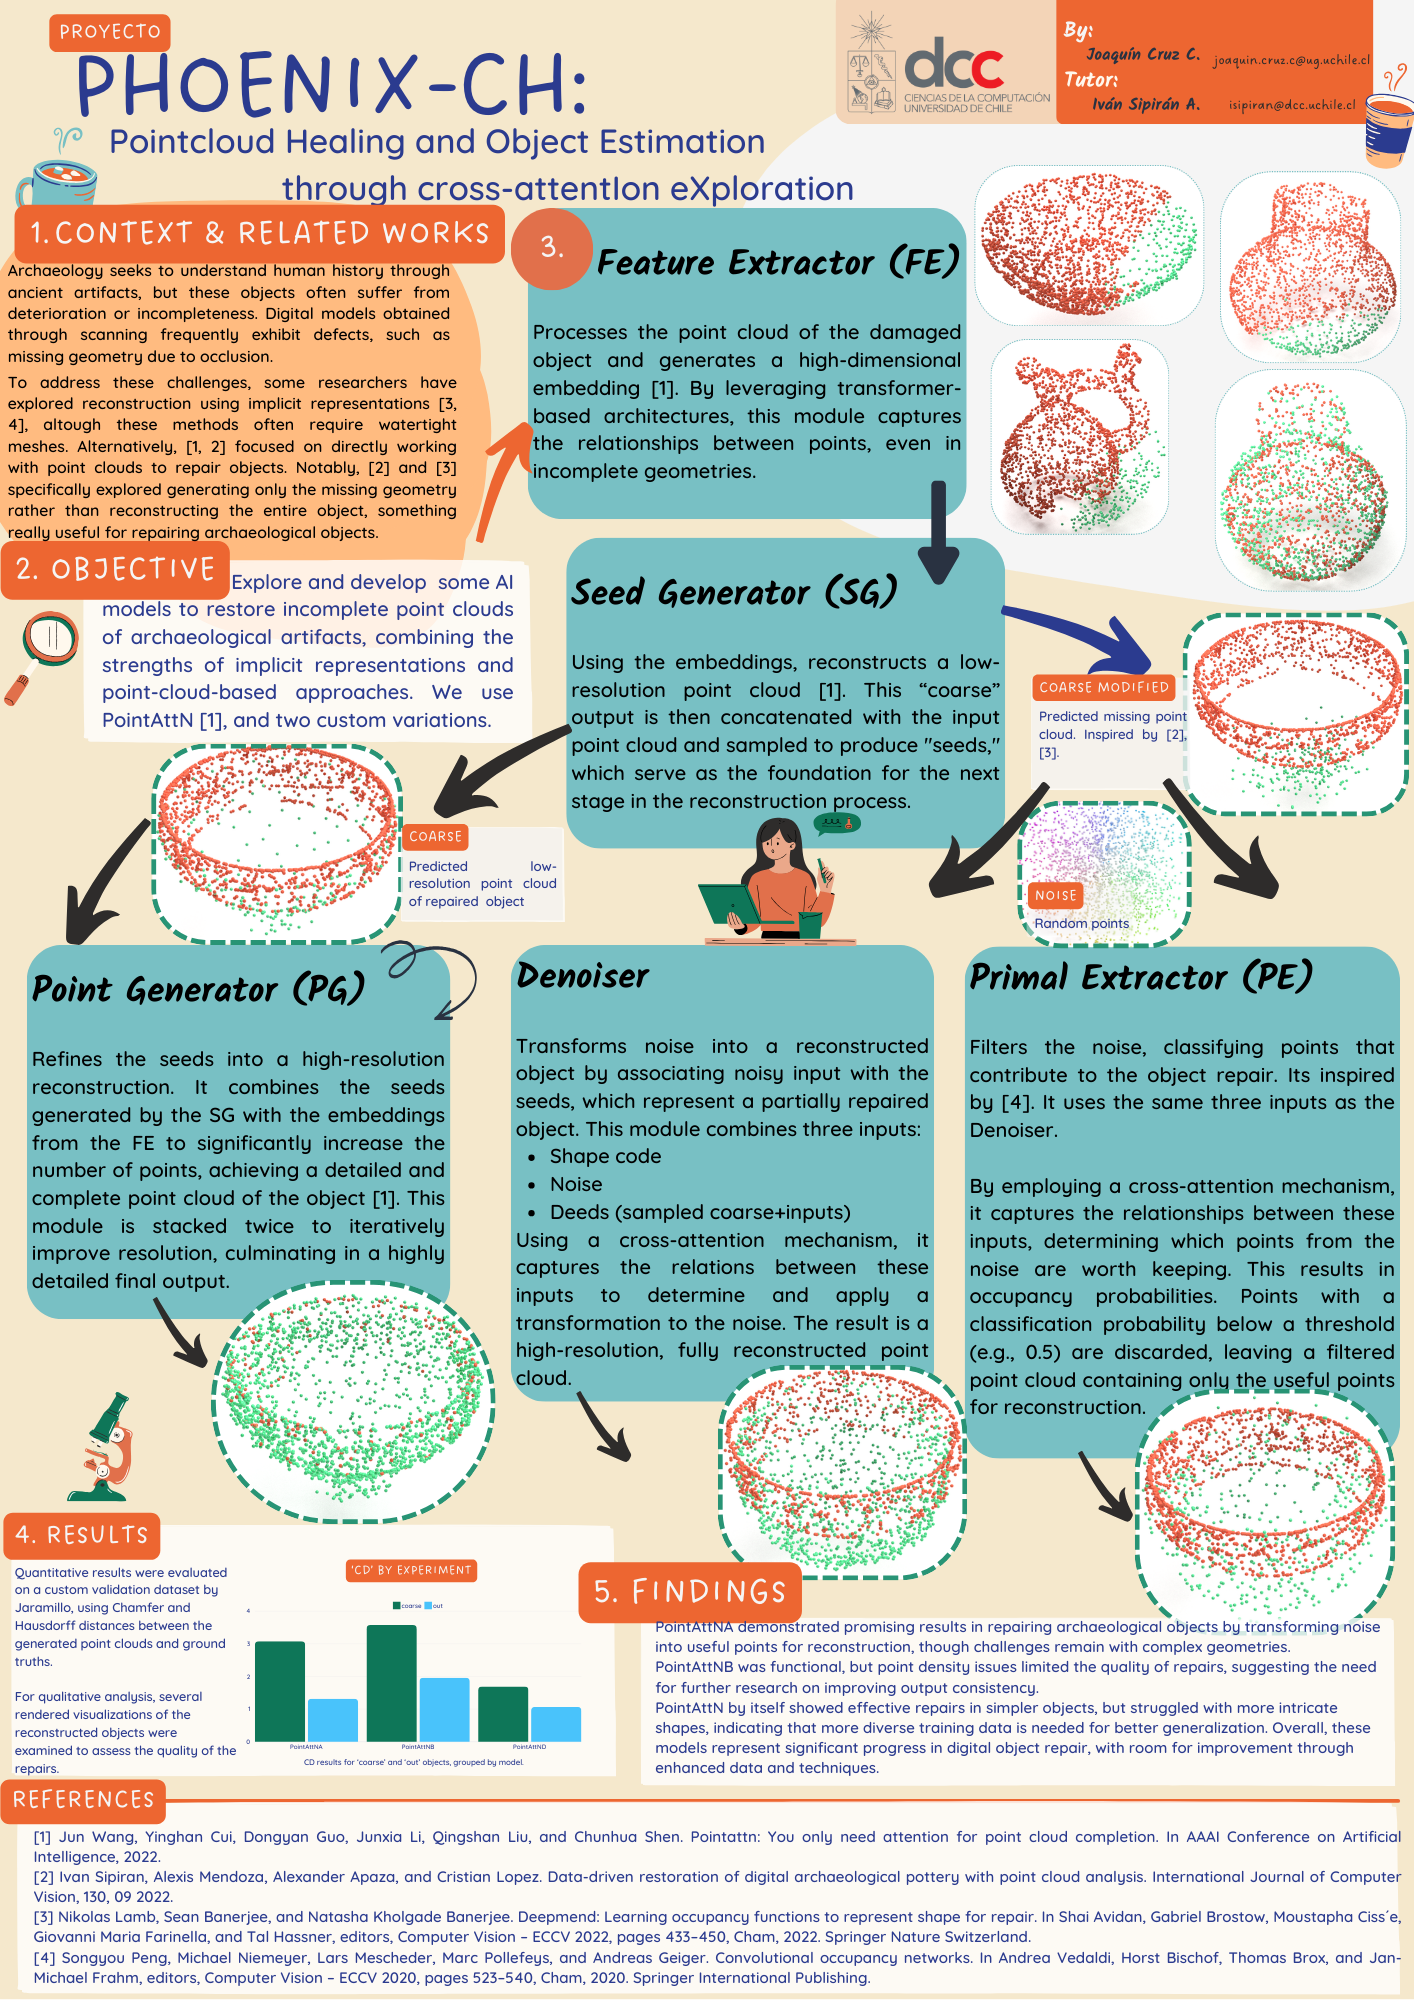 PROYECTO
PHOENIX-CH:
Pointcloud Healing and Object Estimation
through cross-attentIon eXploration
dcc
CIENCIAS DE LA COMPUTACIÓN
UNIVERSIDAD DE CHILE
By:
Joaquín Cruz C. joaquin.cruz.c@ug.uchile.cl
Tutor:
Iván Sipirán A. isipiran@dcc.uchile.cl
1. CONTEXT & RELATED WORKS
Archaeology seeks to understand human history through
ancient artifacts, but these objects often suffer from
deterioration or incompleteness. Digital models obtained
through scanning frequently exhibit defects, such as
missing geometry due to occlusion.
To address these challenges, some researchers have
explored reconstruction using implicit representations [3,
4], altough these methods often require watertight
meshes. Alternatively, [1, 2] focused on directly working
with point clouds to repair objects. Notably, [2] and [3]
specifically explored generating only the missing geometry
rather than reconstructing the entire object, something
really useful for repairing archaeological objects.
2. OBJECTIVE
Explore and develop some AI
models to restore incomplete point clouds
of archaeological artifacts, combining the
strengths of implicit representations and
point-cloud-based approaches. We use
PointAttN [1], and two custom variations.
3.
Feature Extractor (FE)
Processes the point cloud of the damaged
object and generates a high-dimensional
embedding [1]. By leveraging transformer-
based architectures, this module captures
the relationships between points, even in
incomplete geometries.
Seed Generator (SG)
Using the embeddings, reconstructs a low-
resolution point cloud [1]. This “coarse”
output is then concatenated with the input
point cloud and sampled to produce "seeds,"
which serve as the foundation for the next
stage in the reconstruction process.
COARSE MODIFIED
Predicted missing point
cloud. Inspired by [2],
[3].
COARSE
Predicted low-
resolution point cloud
of repaired object
NOISE
Random points
Point Generator (PG)
Refines the seeds into a high-resolution
reconstruction. It combines the seeds
generated by the SG with the embeddings
from the FE to significantly increase the
number of points, achieving a detailed and
complete point cloud of the object [1]. This
module is stacked twice to iteratively
improve resolution, culminating in a highly
detailed final output.
Denoiser
Transforms noise into a reconstructed
object by associating noisy input with the
seeds, which represent a partially repaired
object. This module combines three inputs:
• Shape code
• Noise
• Deeds (sampled coarse+inputs)
Using a cross-attention mechanism, it
captures the relations between these
inputs to determine and apply a
transformation to the noise. The result is a
high-resolution, fully reconstructed point
cloud.
Primal Extractor (PE)
Filters the noise, classifying points that
contribute to the object repair. Its inspired
by [4]. It uses the same three inputs as the
Denoiser.
By employing a cross-attention mechanism,
it captures the relationships between these
inputs, determining which points from the
noise are worth keeping. This results in
occupancy probabilities. Points with a
classification probability below a threshold
(e.g., 0.5) are discarded, leaving a filtered
point cloud containing only the useful points
for reconstruction.
4. RESULTS
Quantitative results were evaluated
on a custom validation dataset by
Jaramillo, using Chamfer and
Hausdorff distances between the
generated point clouds and ground
truths.
For qualitative analysis, several
rendered visualizations of the
reconstructed objects were
examined to assess the quality of the
repairs.
'CD' BY EXPERIMENT
coarse out
4
3
2
1
0
PointAttNA PointAttNB PointAttND
CD results for 'coarse' and 'out' objects, grouped by model.
5. FINDINGS
PointAttNA demonstrated promising results in repairing archaeological objects by transforming noise
into useful points for reconstruction, though challenges remain with complex geometries.
PointAttNB was functional, but point density issues limited the quality of repairs, suggesting the need
for further research on improving output consistency.
PointAttN by itself showed effective repairs in simpler objects, but struggled with more intricate
shapes, indicating that more diverse training data is needed for better generalization. Overall, these
models represent significant progress in digital object repair, with room for improvement through
enhanced data and techniques.
REFERENCES
[1] Jun Wang, Yinghan Cui, Dongyan Guo, Junxia Li, Qingshan Liu, and Chunhua Shen. Pointattn: You only need attention for point cloud completion. In AAAI Conference on Artificial
Intelligence, 2022.
[2] Ivan Sipiran, Alexis Mendoza, Alexander Apaza, and Cristian Lopez. Data-driven restoration of digital archaeological pottery with point cloud analysis. International Journal of Computer
Vision, 130, 09 2022.
[3] Nikolas Lamb, Sean Banerjee, and Natasha Kholgade Banerjee. Deepmend: Learning occupancy functions to represent shape for repair. In Shai Avidan, Gabriel Brostow, Moustapha Ciss´e,
Giovanni Maria Farinella, and Tal Hassner, editors, Computer Vision – ECCV 2022, pages 433–450, Cham, 2022. Springer Nature Switzerland.
[4] Songyou Peng, Michael Niemeyer, Lars Mescheder, Marc Pollefeys, and Andreas Geiger. Convolutional occupancy networks. In Andrea Vedaldi, Horst Bischof, Thomas Brox, and Jan-
Michael Frahm, editors, Computer Vision – ECCV 2020, pages 523–540, Cham, 2020. Springer International Publishing.